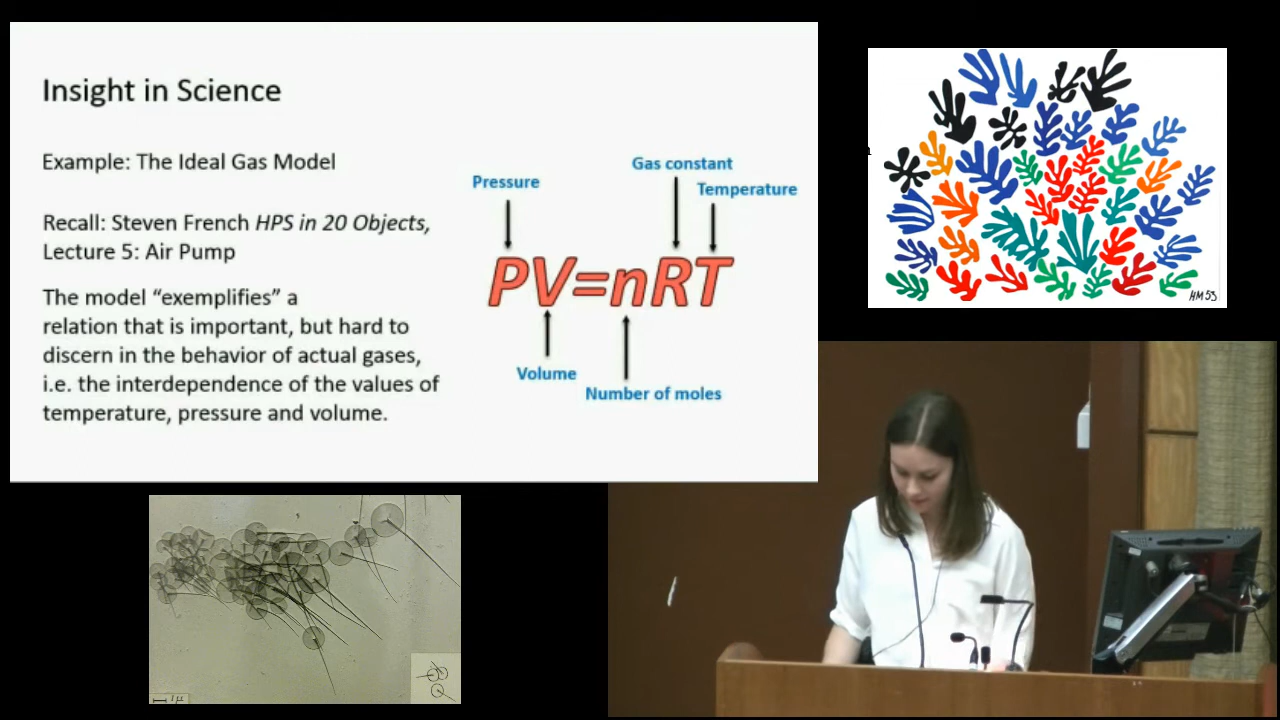 Insight in Science
Example: The Ideal Gas Model
Recall: Steven French HPS in 20 Objects,
Lecture 5: Air Pump
The model “exemplifies” a
relation that is important, but hard to
discern in the behavior of actual gases,
i.e. the interdependence of the values of
temperature, pressure and volume.
Gas constant
Pressure
Temperature
PV=nRT
Volume
Number of moles
HM 53